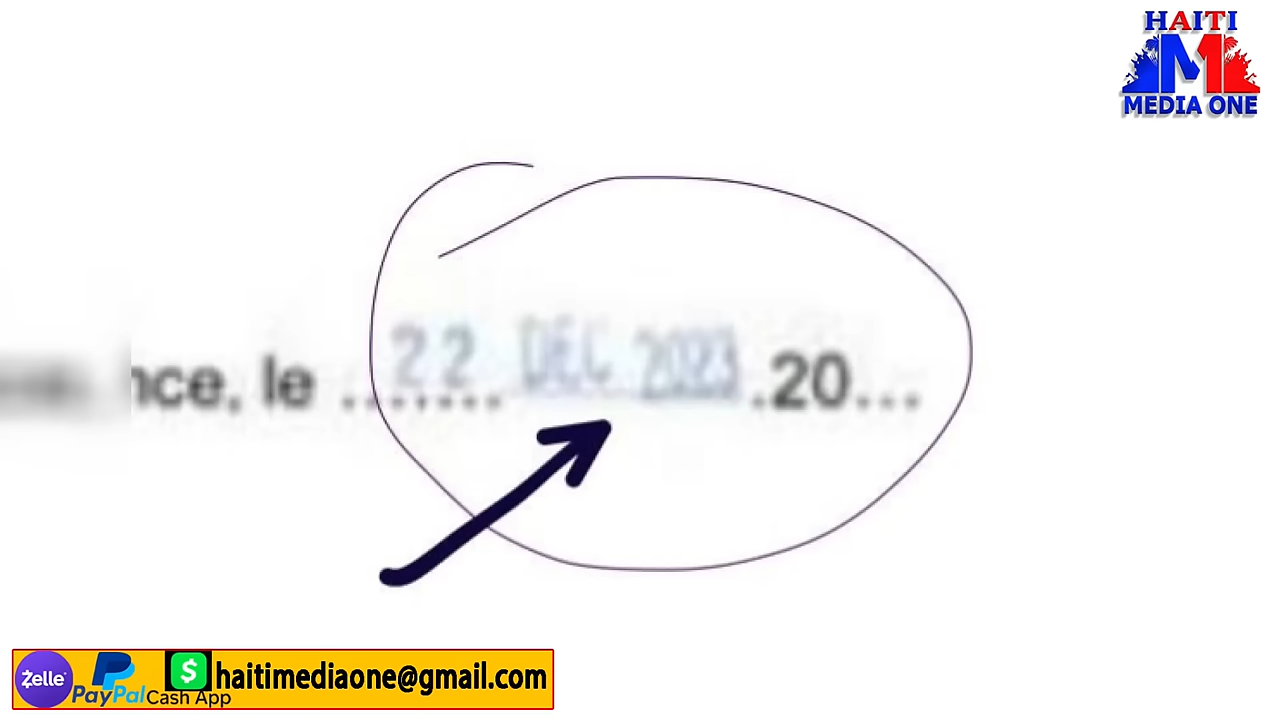 HAITI
M
MEDIA ONE
nce, le ....... 22 DEC 2023 .20...
Zelle PayPal $ Cash App haitimediaone@gmail.com